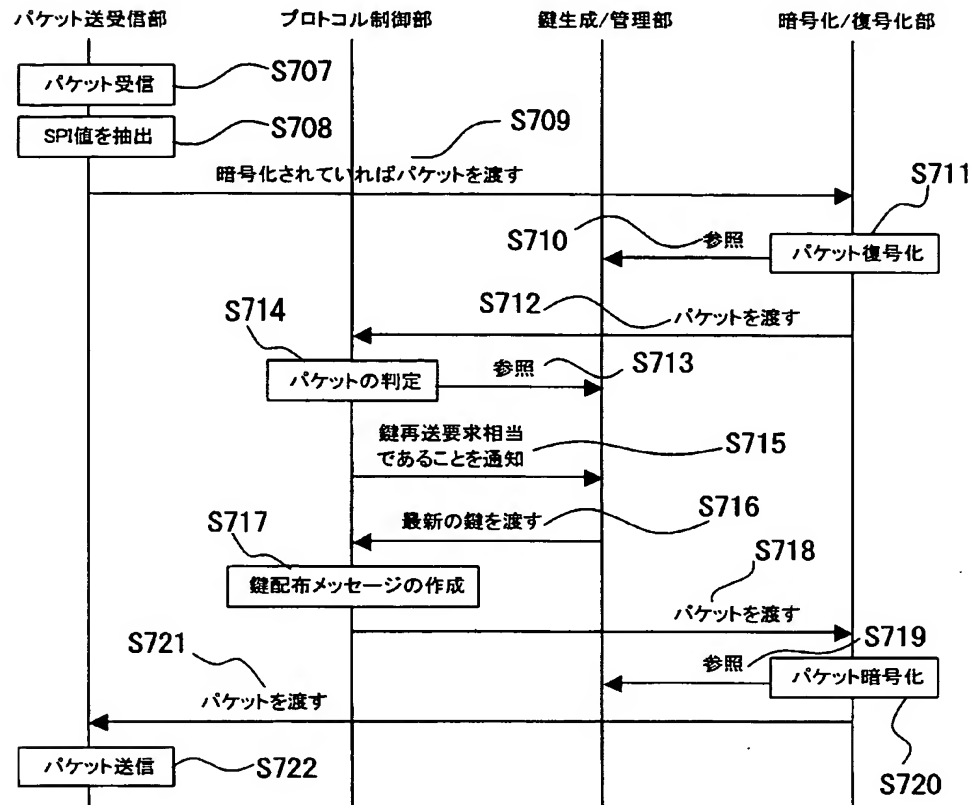 パケット送受信部
プロトコル制御部
鍵生成/管理部
暗号化/復号化部
パケット受信
S707
SPI値を抽出
S708
S709
暗号化されていればパケットを渡す
S711
S710
参照
パケット復号化
S712
パケットを渡す
S714
パケットの判定
参照
S713
鍵再送要求相当
であることを通知
S715
最新の鍵を渡す
S716
S717
鍵配布メッセージの作成
S718
パケットを渡す
S719
参照
パケット暗号化
S721
パケットを渡す
S720
パケット送信
S722